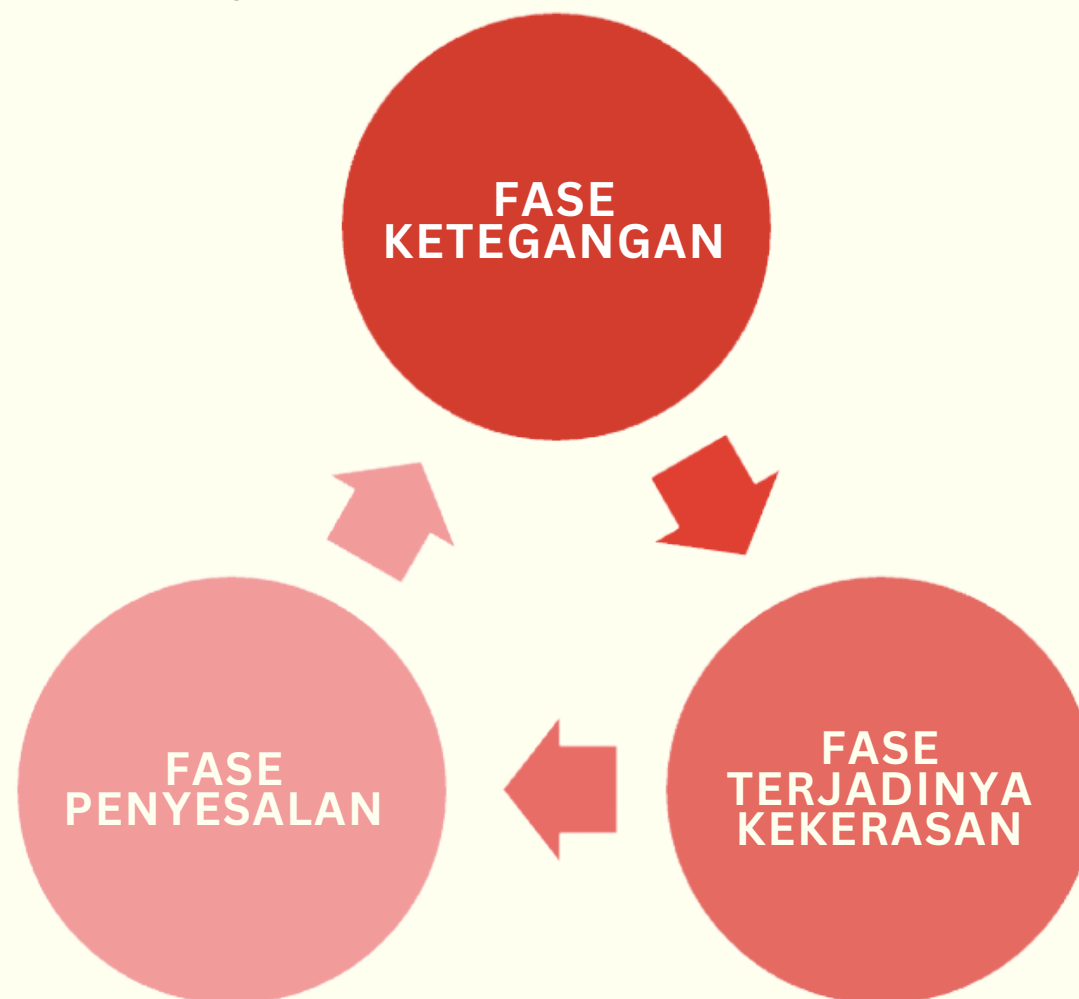 FASE
KETEGANGAN
FASE
TERJADINYA
KEKERASAN
FASE
PENYESALAN